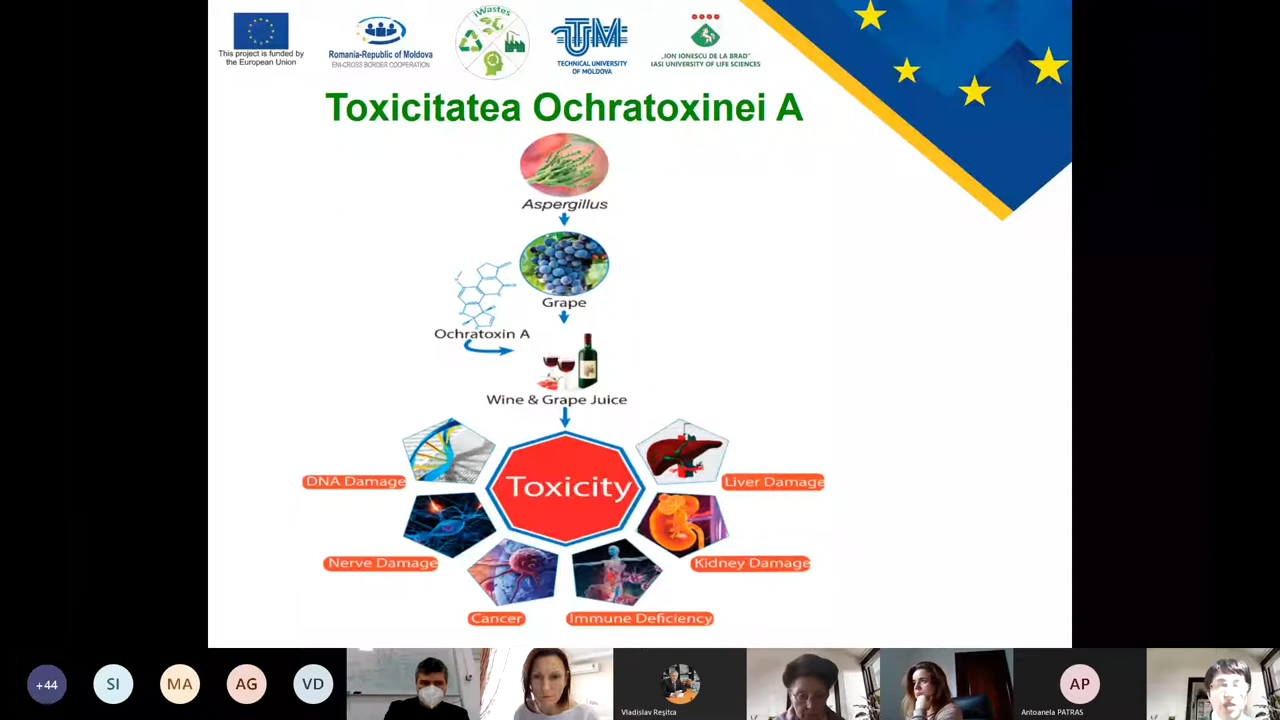 This project is funded by
the European Union
Romania-Republic of Moldova
ENI-CROSS BORDER COOPERATION
iWastes
UTM
TECHNICAL UNIVERSITY
OF MOLDOVA
„ION IONESCU DE LA BRAD”
IASI UNIVERSITY OF LIFE SCIENCES
Toxicitatea Ochratoxinei A
Aspergillus
Grape
Ochratoxin A
Wine & Grape Juice
Toxicity
DNA Damage
Liver Damage
Nerve Damage
Kidney Damage
Cancer
Immune Deficiency
+44
SI
MA
AG
VD
Vladislav Reșitca
AP
Antoanela PATRAS